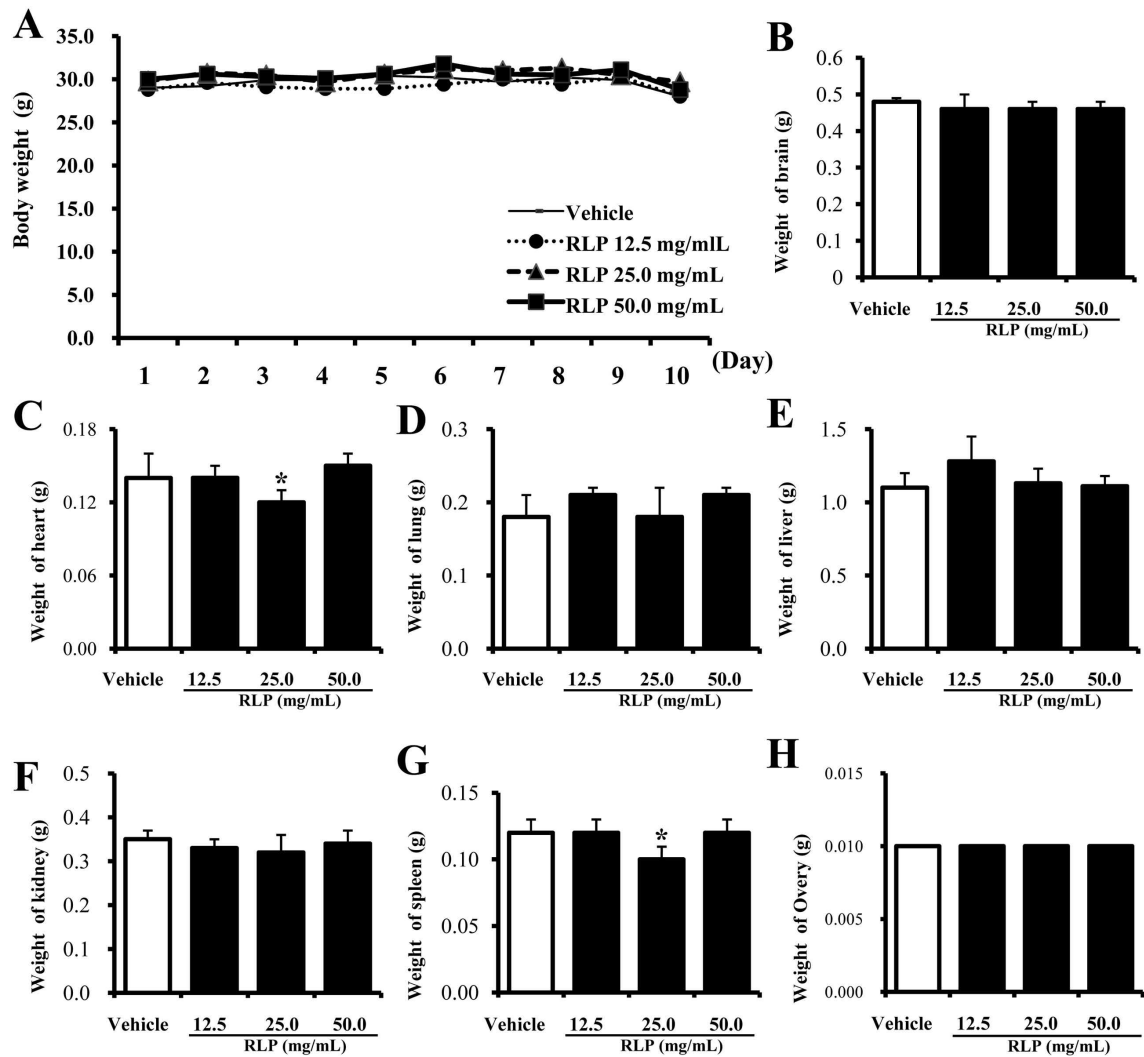 A
35.0
30.0
25.0
20.0
15.0
10.0
5.0
0.0
Body weight (g)
Vehicle
RLP 12.5 mg/mlL
RLP 25.0 mg/mL
RLP 50.0 mg/mL
1 2 3 4 5 6 7 8 9 10 (Day)
B
0.6
0.5
0.4
0.3
0.2
0.1
0
Weight of brain (g)
Vehicle 12.5 25.0 50.0
RLP (mg/mL)
C
0.18
0.12
0.06
0.00
Weight of heart (g)
*
Vehicle 12.5 25.0 50.0
RLP (mg/mL)
D
0.3
0.2
0.1
0.0
Weight of lung (g)
Vehicle 12.5 25.0 50.0
RLP (mg/mL)
E
1.5
1.0
0.5
0.0
Weight of liver (g)
Vehicle 12.5 25.0 50.0
RLP (mg/mL)
F
0.5
0.4
0.3
0.2
0.1
0.0
Weight of kidney (g)
Vehicle 12.5 25.0 50.0
RLP (mg/mL)
G
0.15
0.10
0.05
0.00
Weight of spleen (g)
*
Vehicle 12.5 25.0 50.0
RLP (mg/mL)
H
0.015
0.010
0.005
0.000
Weight of Overy (g)
Vehicle 12.5 25.0 50.0
RLP (mg/mL)